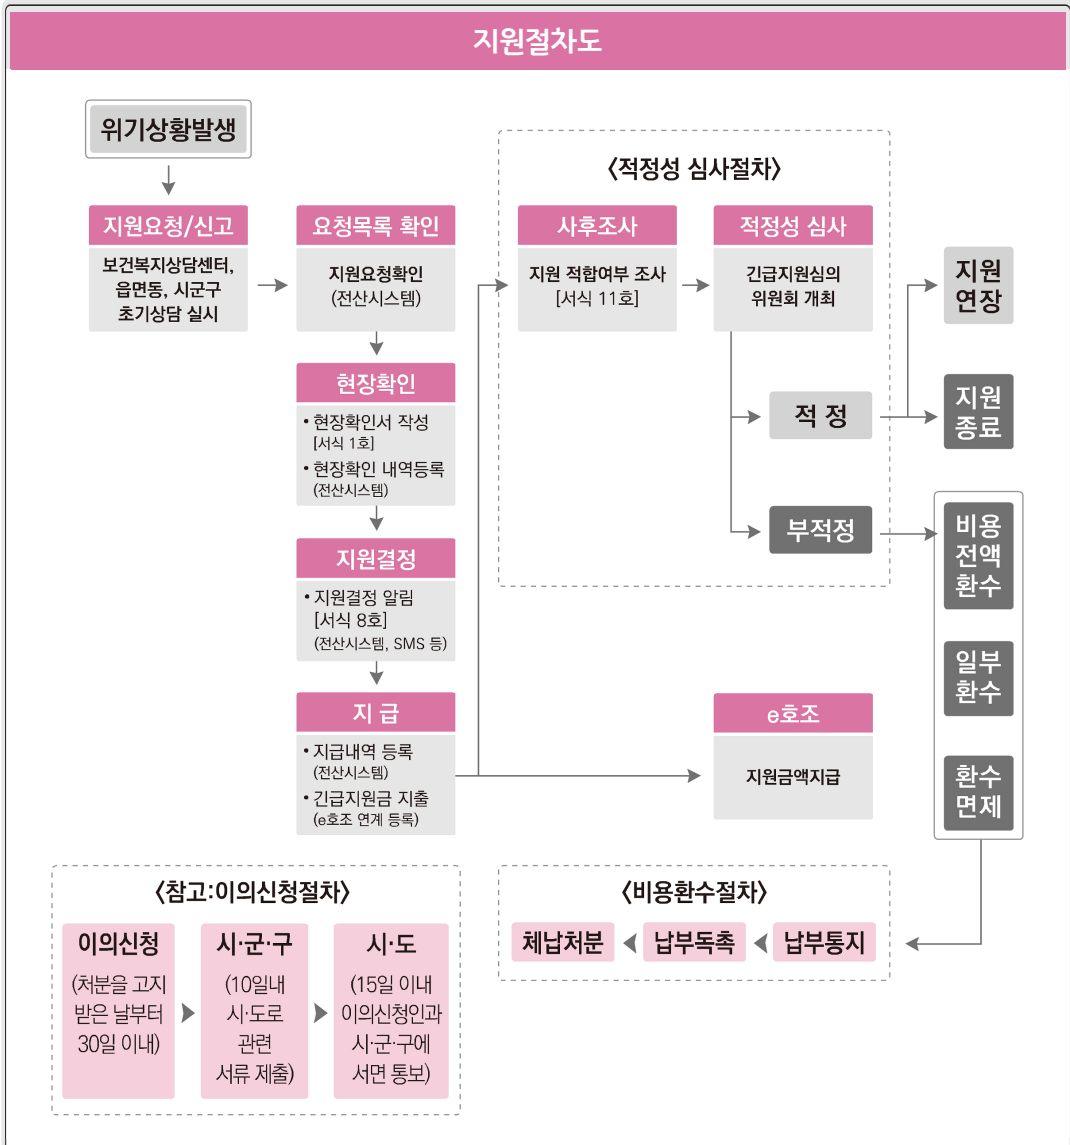 지원절차도
위기상황발생
지원요청/신고
보건복지상담센터,
읍면동, 시군구
초기상담 실시
요청목록 확인
지원요청확인
(전산시스템)
현장확인
• 현장확인서 작성
[서식 1호]
• 현장확인 내역등록
(전산시스템)
지원결정
• 지원결정 알림
[서식 8호]
(전산시스템, SMS 등)
지 급
• 지급내역 등록
(전산시스템)
• 긴급지원금 지출
(e호조 연계 등록)
〈적정성 심사절차〉
사후조사
지원 적합여부 조사
[서식 11호]
적정성 심사
긴급지원심의
위원회 개최
적 정
부적정
지원
연장
지원
종료
비용
전액
환수
일부
환수
환수
면제
e호조
지원금액지급
〈참고:이의신청절차〉
이의신청
(처분을 고지
받은 날부터
30일 이내)
시·군·구
(10일내
시·도로
관련
서류 제출)
시·도
(15일 이내
이의신청인과
시·군·구에
서면 통보)
〈비용환수절차〉
체납처분
납부독촉
납부통지